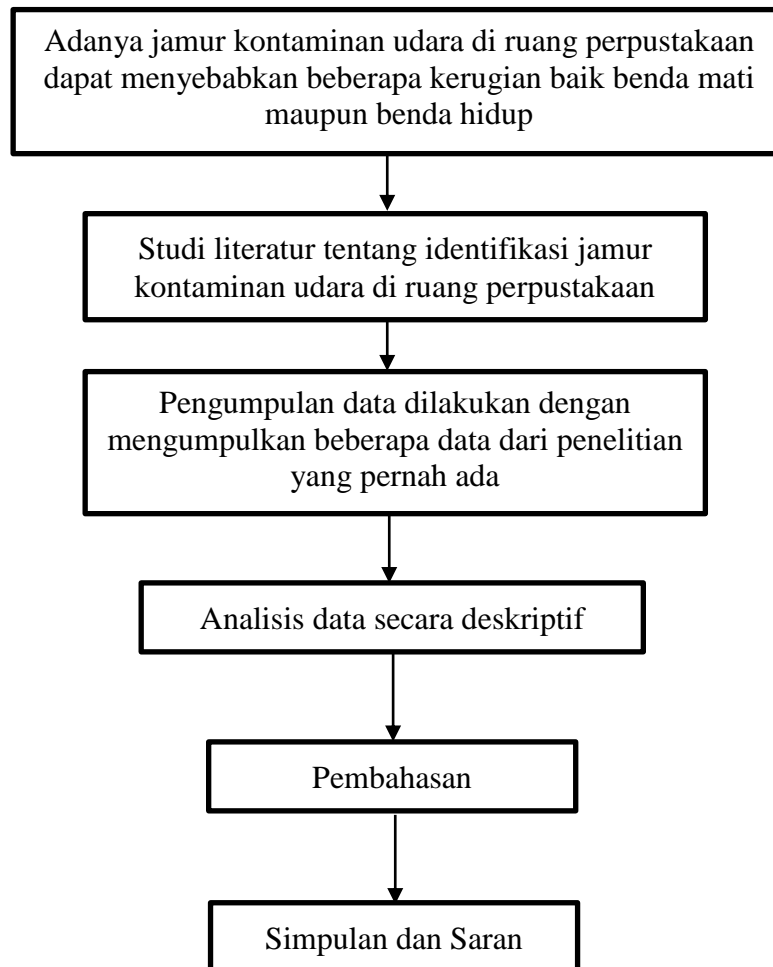 Adanya jamur kontaminan udara di ruang perpustakaan
dapat menyebabkan beberapa kerugian baik benda mati
maupun benda hidup
Studi literatur tentang identifikasi jamur
kontaminan udara di ruang perpustakaan
Pengumpulan data dilakukan dengan
mengumpulkan beberapa data dari penelitian
yang pernah ada
Analisis data secara deskriptif
Pembahasan
Simpulan dan Saran